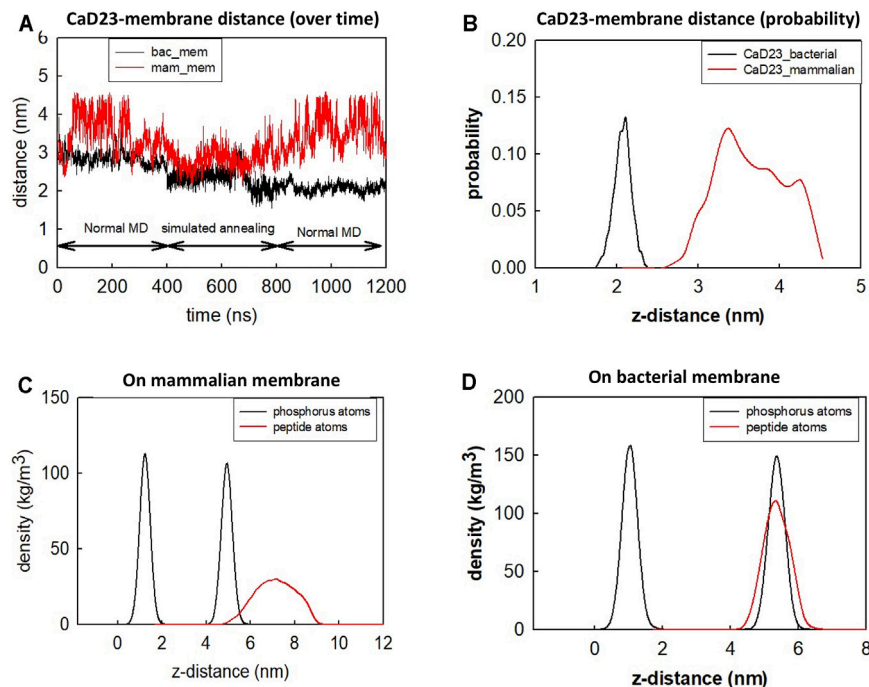 CaD23-membrane distance (over time)
A
bac_mem
mam_mem
6
5
4
3
2
1
0
distance (nm)
Normal MD
simulated annealing
Normal MD
0 200 400 600 800 1000 1200
time (ns)
CaD23-membrane distance (probability)
B
CaD23_bacterial
CaD23_mammalian
0.20
0.15
0.10
0.05
0.00
probability
1 2 3 4 5
z-distance (nm)
On mammalian membrane
C
phosphorus atoms
peptide atoms
150
100
50
0
density (kg/m3)
0 2 4 6 8 10 12
z-distance (nm)
On bacterial membrane
D
phosphorus atoms
peptide atoms
200
150
100
50
0
density (kg/m3)
0 2 4 6 8
z-distance (nm)